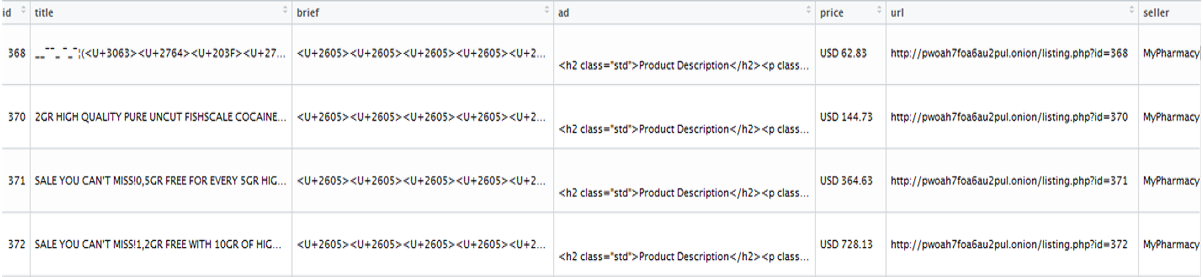 id title brief ad price url seller
368 __¯¯_ ¯_ ¯¦(<U+3063><U+2764><U+203F><U+27... <U+2605><U+2605><U+2605><U+2605><U+2... <h2 class="std">Product Description</h2><p class... USD 62.83 http://pwoah7foa6au2pul.onion/listing.php?id=368 MyPharmacy
370 2GR HIGH QUALITY PURE UNCUT FISHSCALE COCAINE... <U+2605><U+2605><U+2605><U+2605><U+2... <h2 class="std">Product Description</h2><p class... USD 144.73 http://pwoah7foa6au2pul.onion/listing.php?id=370 MyPharmacy
371 SALE YOU CAN'T MISS!0,5GR FREE FOR EVERY 5GR HIG... <U+2605><U+2605><U+2605><U+2605><U+2... <h2 class="std">Product Description</h2><p class... USD 364.63 http://pwoah7foa6au2pul.onion/listing.php?id=371 MyPharmacy
372 SALE YOU CAN'T MISS!1,2GR FREE WITH 10GR OF HIG... <U+2605><U+2605><U+2605><U+2605><U+2... <h2 class="std">Product Description</h2><p class... USD 728.13 http://pwoah7foa6au2pul.onion/listing.php?id=372 MyPharmacy